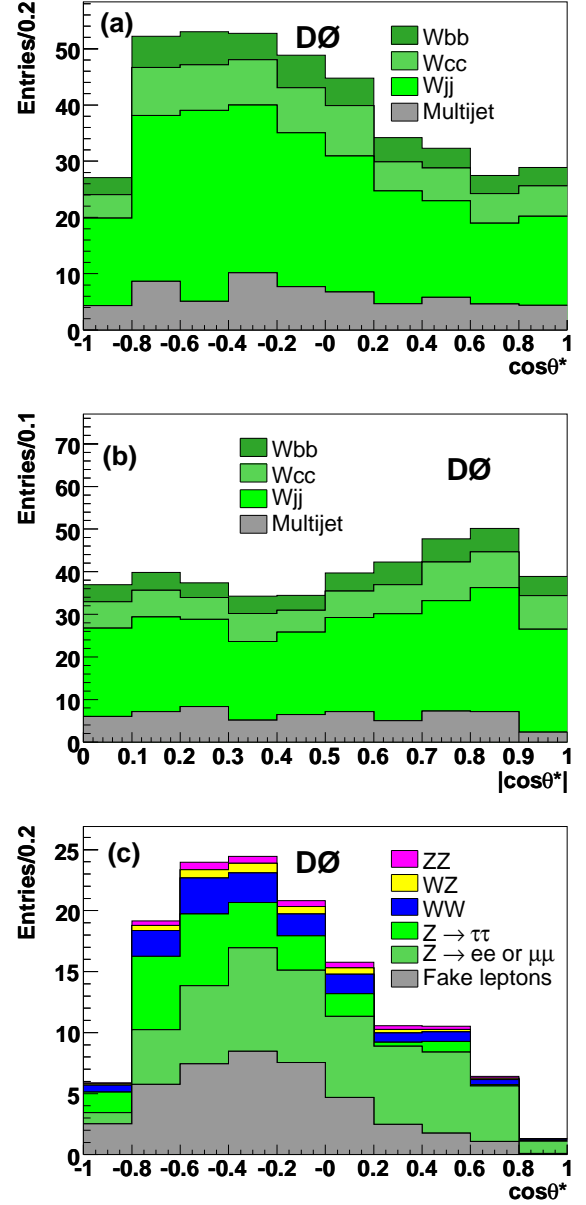 (a)
DØ
Entries/0.2
Wbb
Wcc
Wjj
Multijet
50
40
30
20
10
0
-1 -0.8 -0.6 -0.4 -0.2 -0 0.2 0.4 0.6 0.8 1
cosθ*
(b)
DØ
Entries/0.1
Wbb
Wcc
Wjj
Multijet
70
60
50
40
30
20
10
0
0 0.1 0.2 0.3 0.4 0.5 0.6 0.7 0.8 0.9 1
|cosθ*|
(c)
DØ
Entries/0.2
ZZ
WZ
WW
Z → ττ
Z → ee or μμ
Fake leptons
25
20
15
10
5
0
-1 -0.8 -0.6 -0.4 -0.2 -0 0.2 0.4 0.6 0.8 1
cosθ*